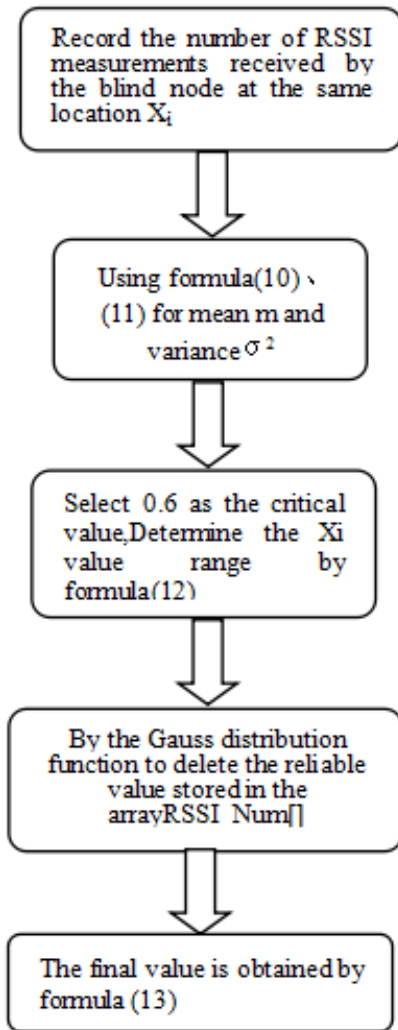 Record the number of RSSI
measurements received by
the blind node at the same
location Xi
Using formula(10)、
(11) for mean m and
variance σ²
Select 0.6 as the critical
value,Determine the Xi
value range by
formula(12)
By the Gauss distribution
function to delete the reliable
value stored in the
arrayRSSI_Num[]
The final value is obtained by
formula (13)